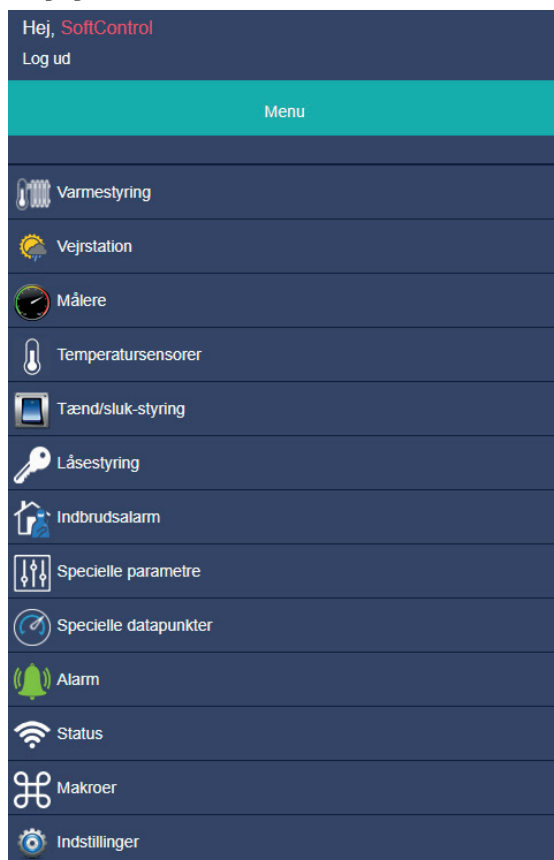 Hej, SoftControl
Log ud
Menu
Varmestyring
Vejrstation
Målere
Temperatursensorer
Tænd/sluk-styring
Låsestyring
Indbrudsalarm
Specielle parametre
Specielle datapunkter
Alarm
Status
Makroer
Indstillinger